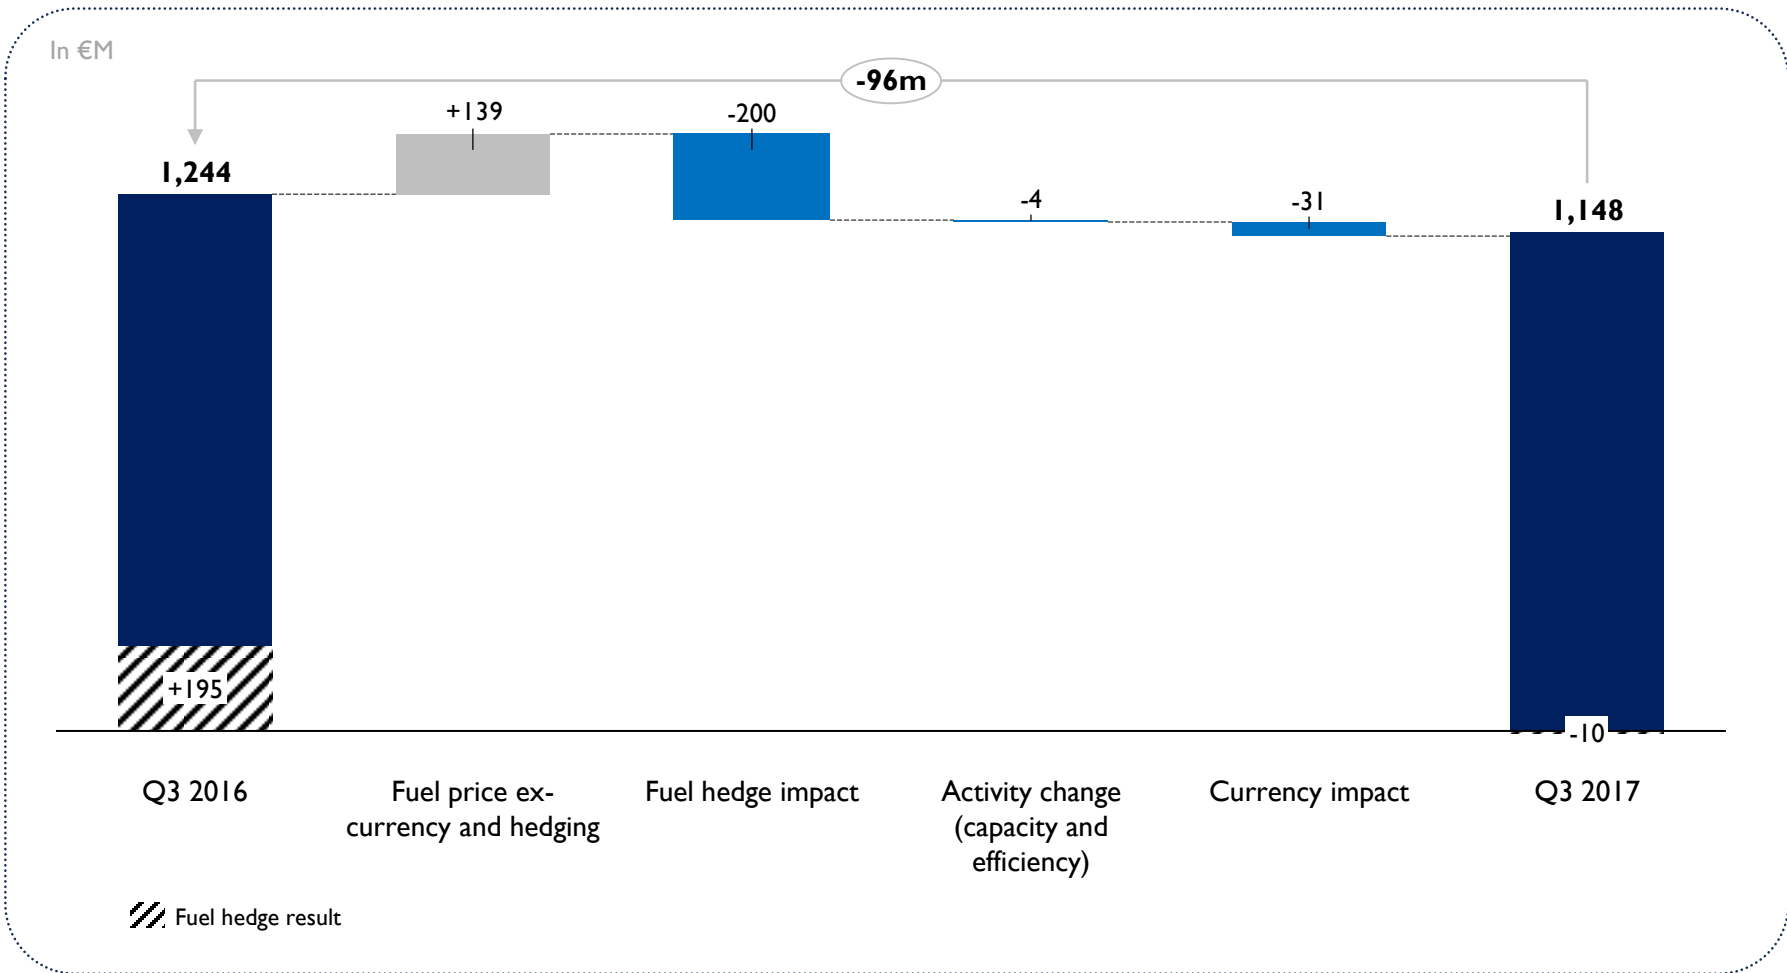 In €M
-96m
+139
-200
1,244
-4
-31
1,148
+195
-10
Q3 2016
Fuel price ex-
currency and hedging
Fuel hedge impact
Activity change
(capacity and
efficiency)
Currency impact
Q3 2017
Fuel hedge result